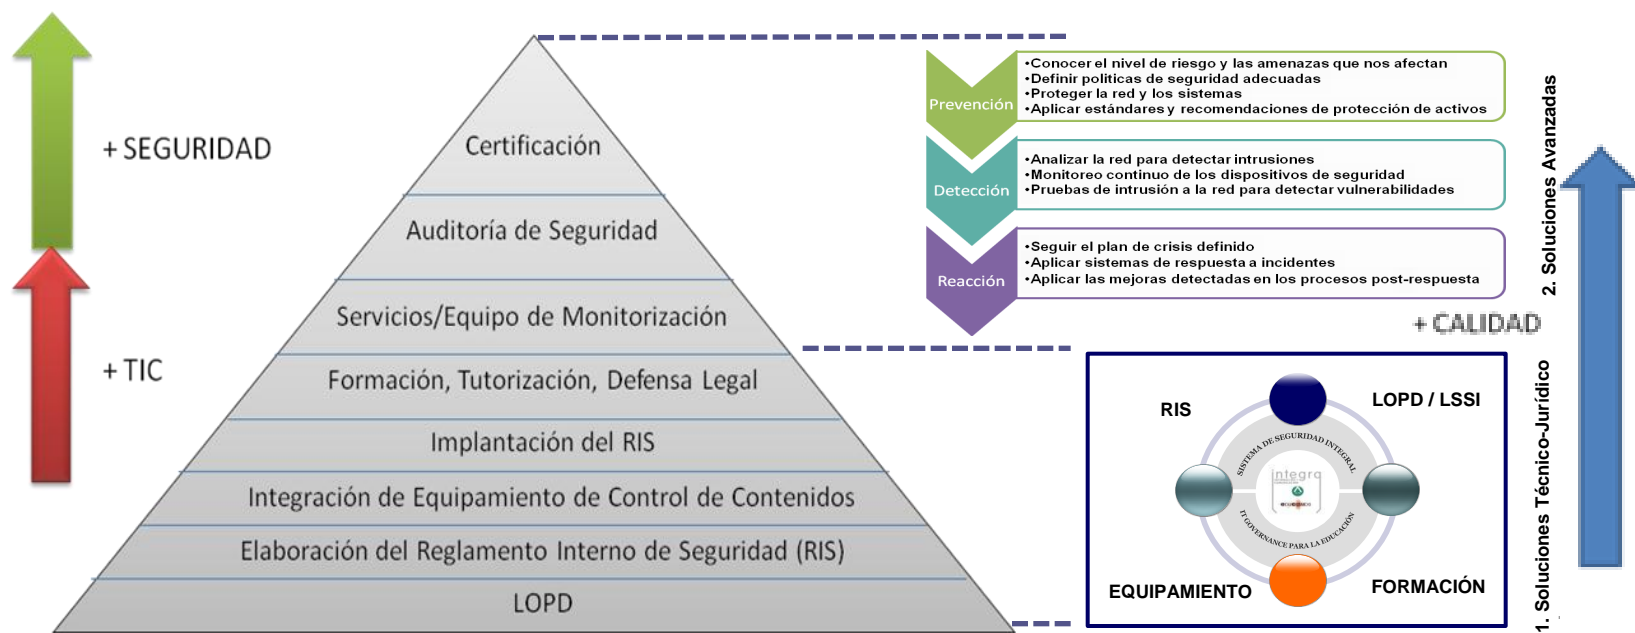 + SEGURIDAD
+ TIC
Certificación
Auditoría de Seguridad
Servicios/Equipo de Monitorización
Formación, Tutorización, Defensa Legal
Implantación del RIS
Integración de Equipamiento de Control de Contenidos
Elaboración del Reglamento Interno de Seguridad (RIS)
LOPD
Prevención
•Conocer el nivel de riesgo y las amenazas que nos afectan
•Definir politicas de seguridad adecuadas
•Proteger la red y los sistemas
•Aplicar estándares y recomendaciones de protección de activos
Detección
•Analizar la red para detectar intrusiones
•Monitoreo continuo de los dispositivos de seguridad
•Pruebas de intrusión a la red para detectar vulnerabilidades
Reacción
•Seguir el plan de crisis definido
•Aplicar sistemas de respuesta a incidentes
•Aplicar las mejoras detectadas en los procesos post-respuesta
+ CALIDAD
2. Soluciones Avanzadas
1. Soluciones Técnico-Jurídico
RIS
LOPD / LSSI
SISTEMA DE SEGURIDAD INTEGRAL
integra
IT GOVERNANCE PARA LA EDUCACIÓN
EQUIPAMIENTO
FORMACIÓN